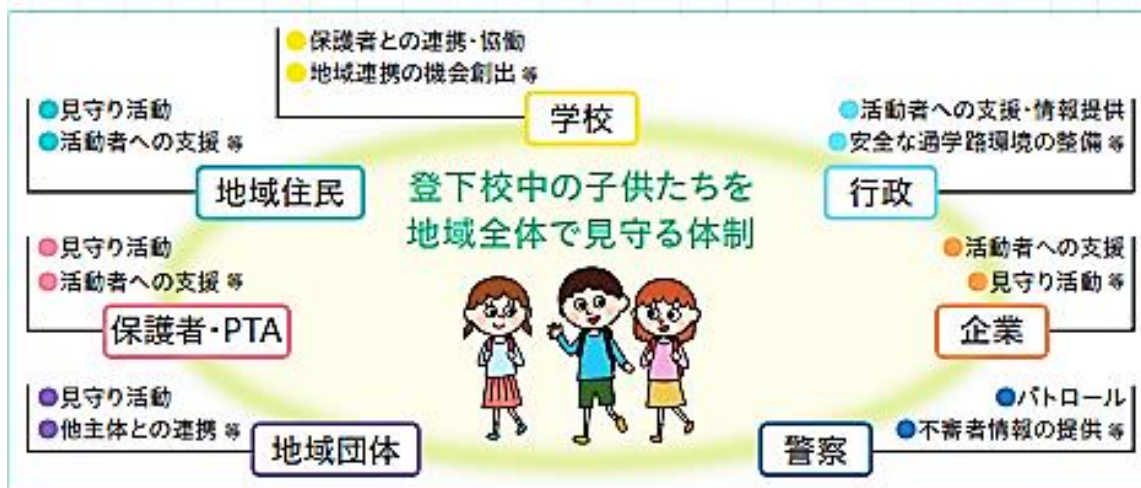 ●保護者との連携・協働
●地域連携の機会創出 等
学校
●見守り活動
●活動者への支援 等
地域住民
●活動者への支援・情報提供
●安全な通学路環境の整備 等
行政
登下校中の子供たちを
地域全体で見守る体制
●見守り活動
●活動者への支援 等
保護者・PTA
●活動者への支援
●見守り活動 等
企業
●見守り活動
●他主体との連携 等
地域団体
●パトロール
●不審者情報の提供 等
警察